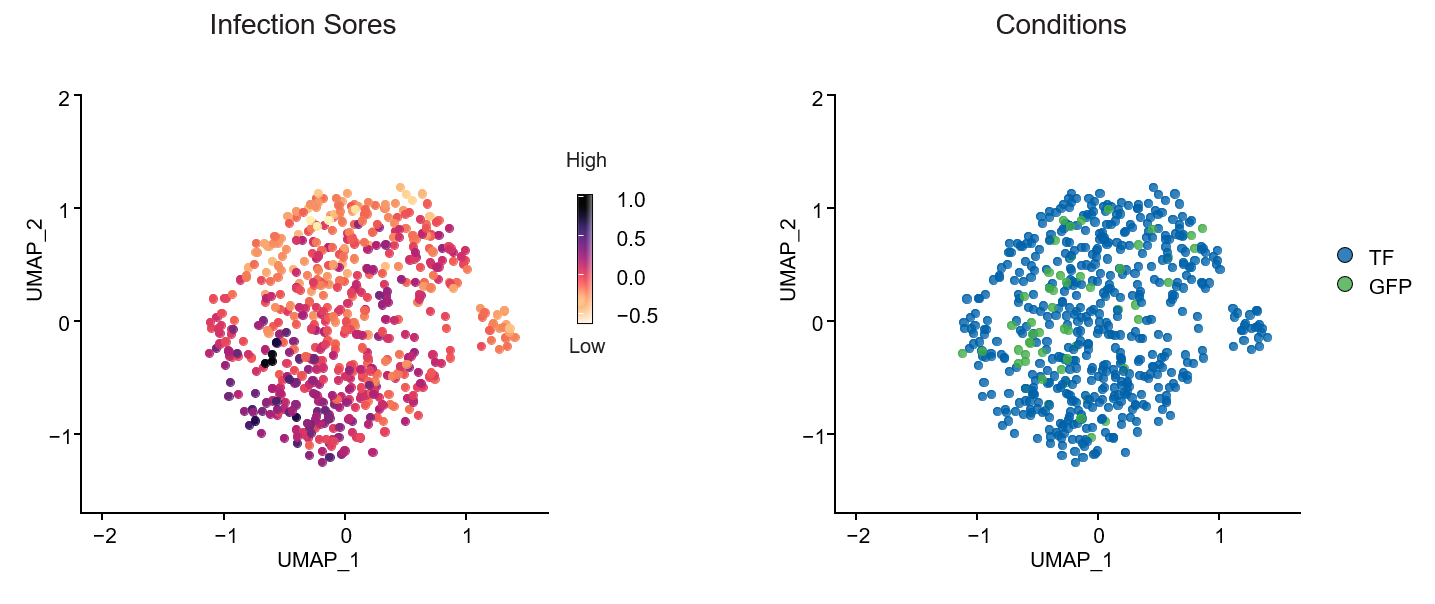 Infection Sores
Conditions
2
1
0
−1
UMAP_2
−2
−1
0
1
UMAP_1
High
1.0
0.5
0.0
−0.5
Low
2
1
0
−1
UMAP_2
−2
−1
0
1
UMAP_1
TF
GFP